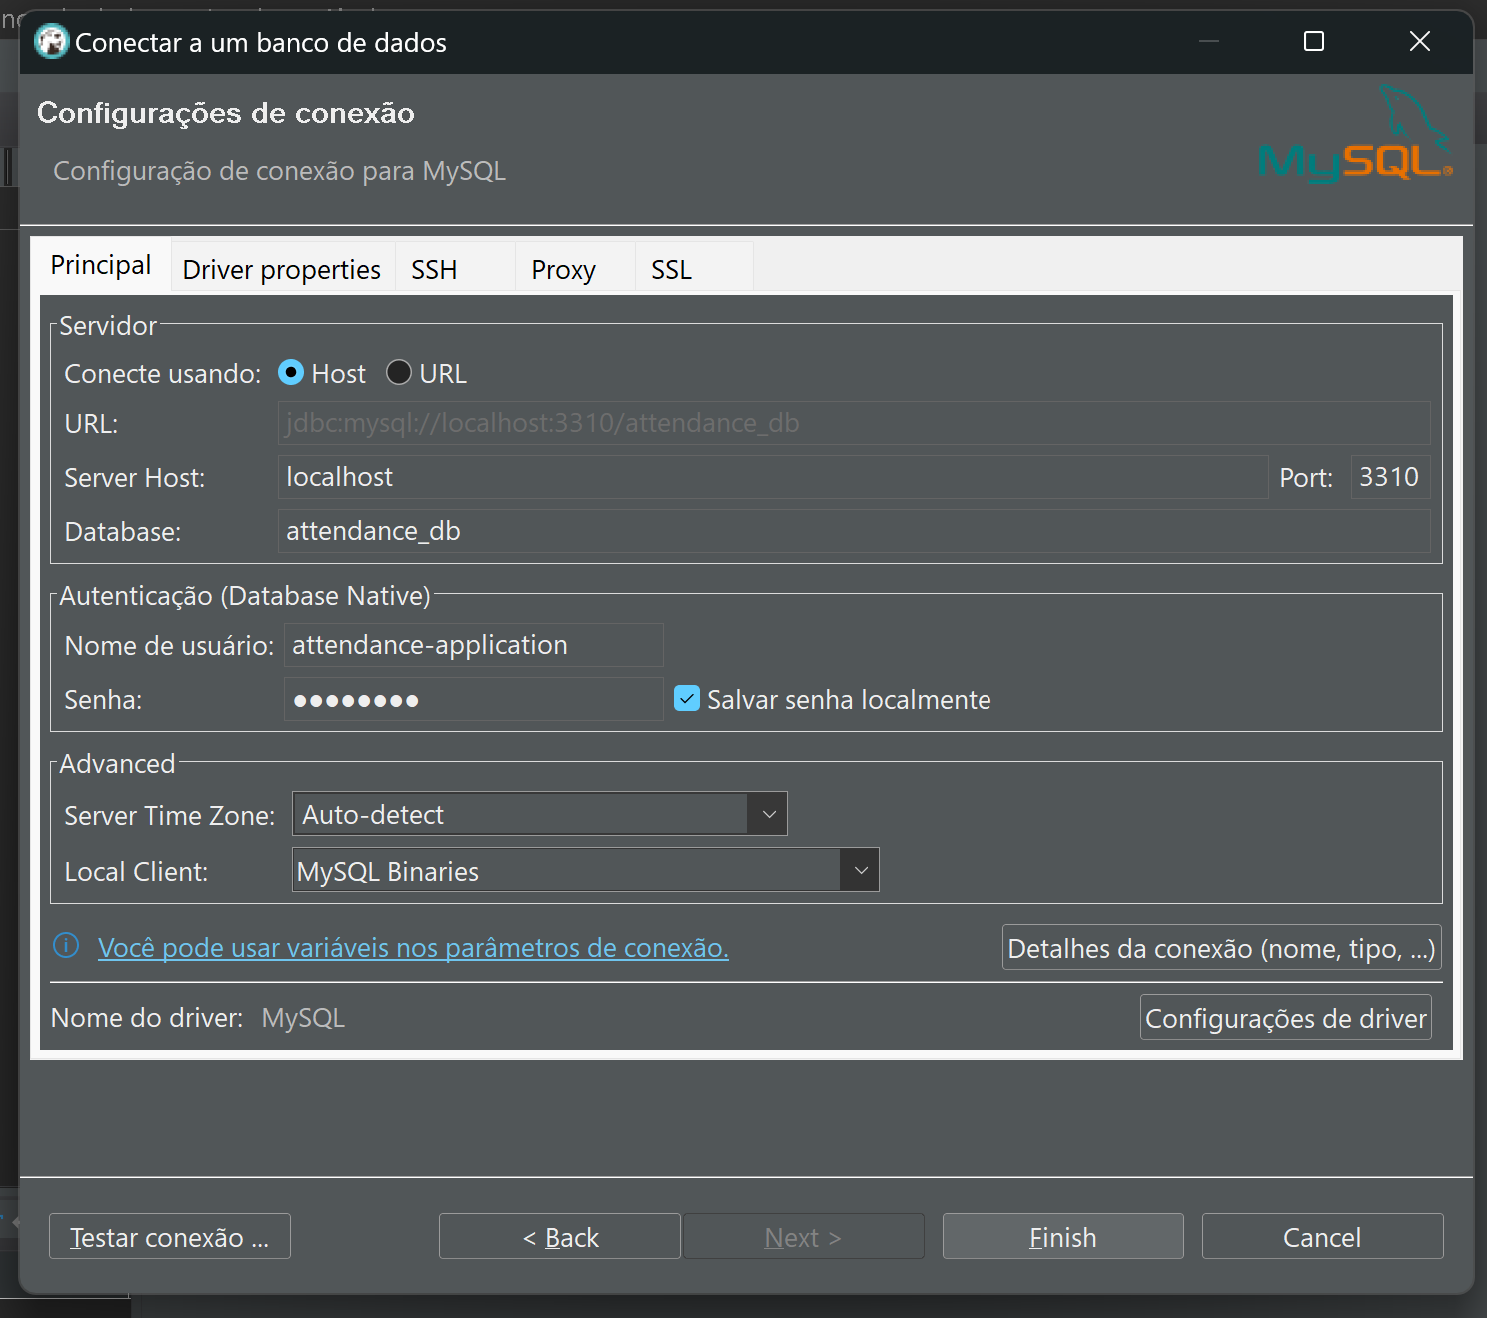 Conectar a um banco de dados
Configurações de conexão
Configuração de conexão para MySQL
MySQL®
Principal
Driver properties
SSH
Proxy
SSL
Servidor
Conecte usando: Host URL
URL: jdbc:mysql://localhost:3310/attendance_db
Server Host: localhost Port: 3310
Database: attendance_db
Autenticação (Database Native)
Nome de usuário: attendance-application
Senha: ●●●●●●●● Salvar senha localmente
Advanced
Server Time Zone: Auto-detect
Local Client: MySQL Binaries
Você pode usar variáveis nos parâmetros de conexão. Detalhes da conexão (nome, tipo, ...)
Nome do driver: MySQL Configurações de driver
Testar conexão ... < Back Next > Finish Cancel